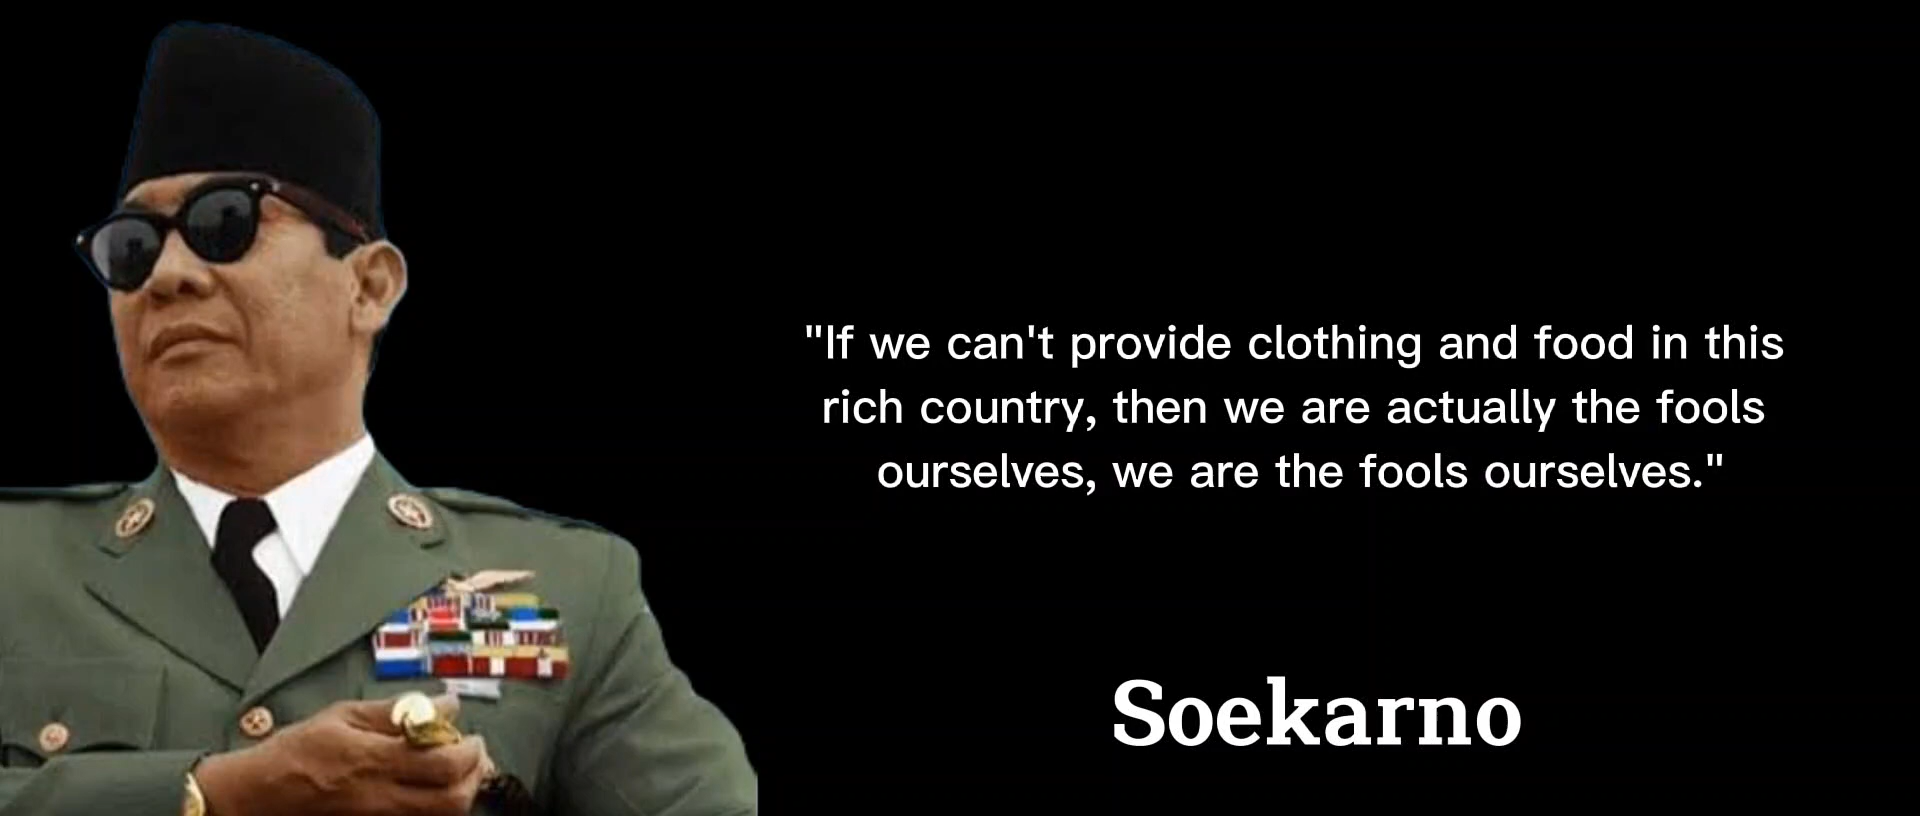 "If we can't provide clothing and food in this
rich country, then we are actually the fools
ourselves, we are the fools ourselves."
Soekarno